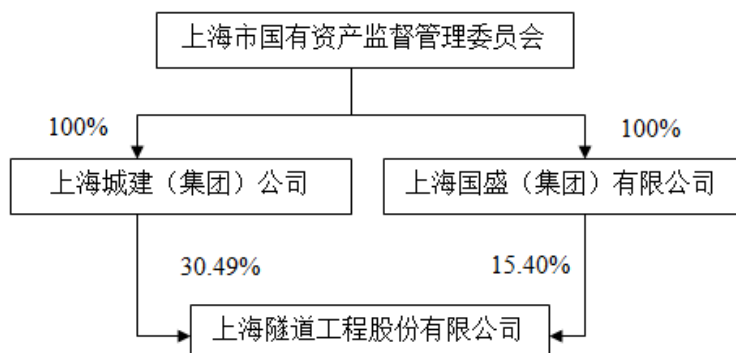 上海市国有资产监督管理委员会
100%
100%
上海城建（集团）公司
上海国盛（集团）有限公司
30.49%
15.40%
上海隧道工程股份有限公司